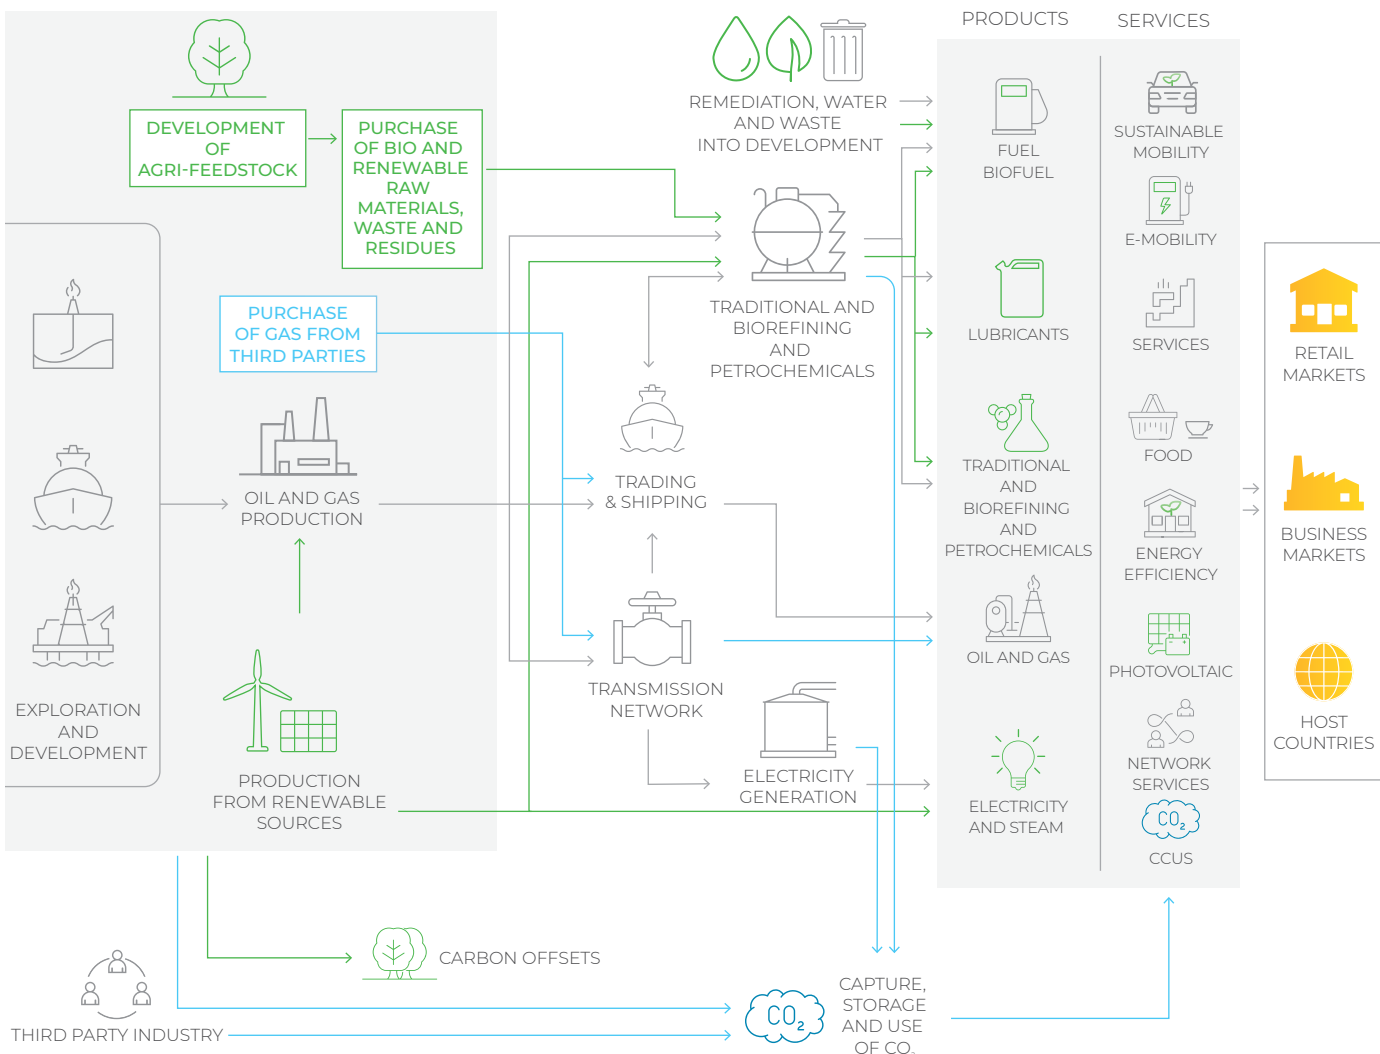 PRODUCTS
SERVICES
DEVELOPMENT
OF
AGRI-FEEDSTOCK
PURCHASE
OF BIO AND
RENEWABLE
RAW
MATERIALS,
WASTE AND
RESIDUES
REMEDIATION, WATER
AND WASTE
INTO DEVELOPMENT
PURCHASE
OF GAS FROM
THIRD PARTIES
TRADITIONAL AND
BIOREFINING
AND
PETROCHEMICALS
OIL AND GAS
PRODUCTION
TRADING
& SHIPPING
EXPLORATION
AND
DEVELOPMENT
TRANSMISSION
NETWORK
PRODUCTION
FROM RENEWABLE
SOURCES
ELECTRICITY
GENERATION
FUEL
BIOFUEL
LUBRICANTS
TRADITIONAL
AND
BIOREFINING
AND
PETROCHEMICALS
OIL AND GAS
ELECTRICITY
AND STEAM
SUSTAINABLE
MOBILITY
E-MOBILITY
SERVICES
FOOD
ENERGY
EFFICIENCY
PHOTOVOLTAIC
NETWORK
SERVICES
CO₂
CCUS
RETAIL
MARKETS
BUSINESS
MARKETS
HOST
COUNTRIES
CARBON OFFSETS
THIRD PARTY INDUSTRY
CO₂
CAPTURE,
STORAGE
AND USE
OF CO₂